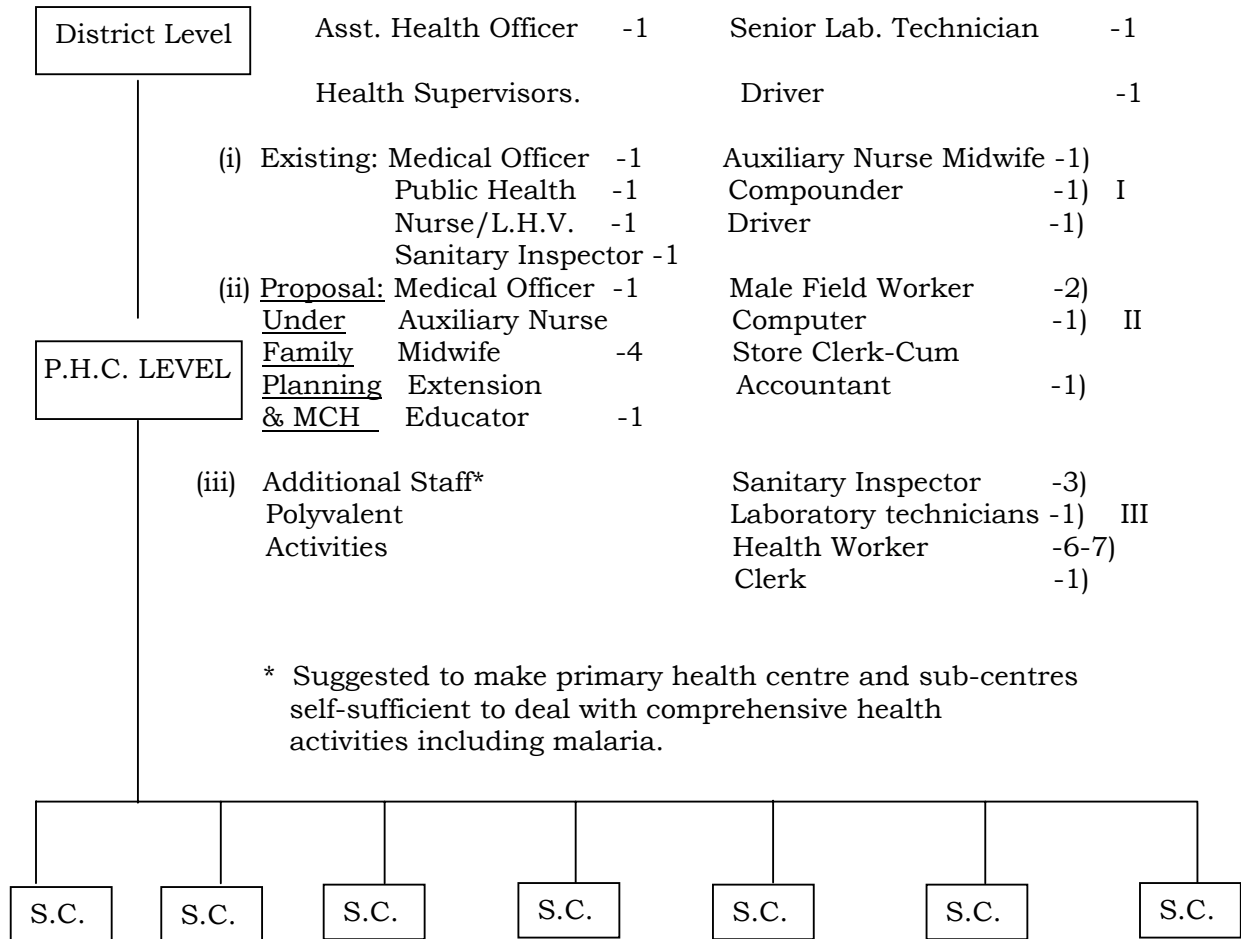 District Level Asst. Health Officer -1 Senior Lab. Technician -1
Health Supervisors. Driver -1
(i) Existing: Medical Officer -1 Auxiliary Nurse Midwife -1)
Public Health -1 Compounder -1) I
Nurse/L.H.V. -1 Driver -1)
Sanitary Inspector -1
(ii) Proposal: Medical Officer -1 Male Field Worker -2)
Under Auxiliary Nurse Computer -1) II
P.H.C. LEVEL Family Midwife -4 Store Clerk-Cum
Planning Extension Accountant -1)
& MCH Educator -1
(iii) Additional Staff* Sanitary Inspector -3)
Polyvalent Laboratory technicians -1) III
Activities Health Worker -6-7)
Clerk -1)
* Suggested to make primary health centre and sub-centres
self-sufficient to deal with comprehensive health
activities including malaria.
S.C. S.C. S.C. S.C. S.C. S.C. S.C.